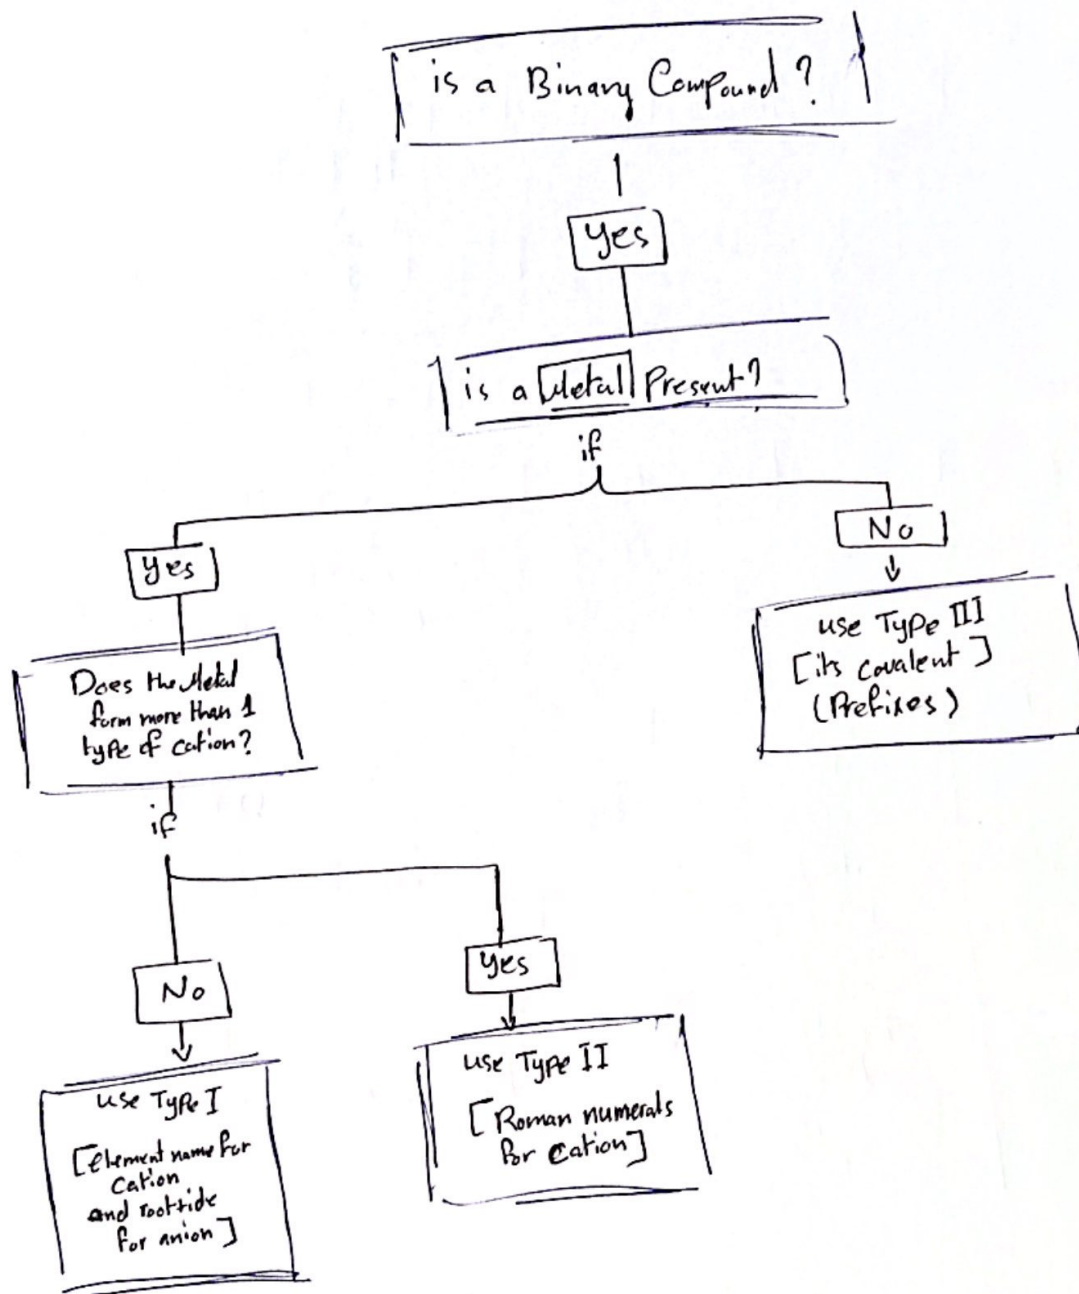 is a Binary Compound?
Yes
is a Metal Present?
if
Yes
No
Does the Metal
form more than 1
type of cation?
use Type III
[its covalent]
(Prefixes)
if
No
Yes
use Type I
[element name for
cation
and root+ide
for anion]
use Type II
[Roman numerals
for cation]